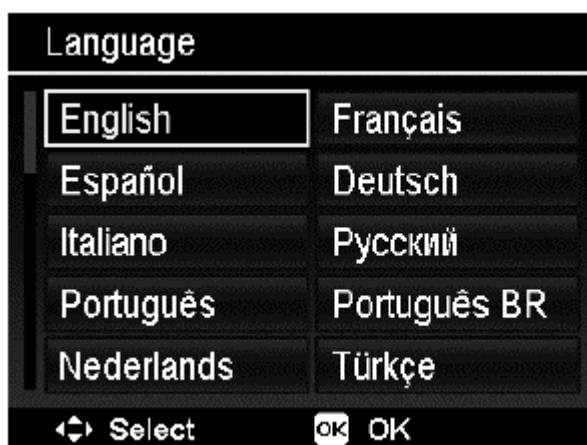 Language
English Français
Español Deutsch
Italiano Русский
Português Português BR
Nederlands Türkçe
Select OK OK